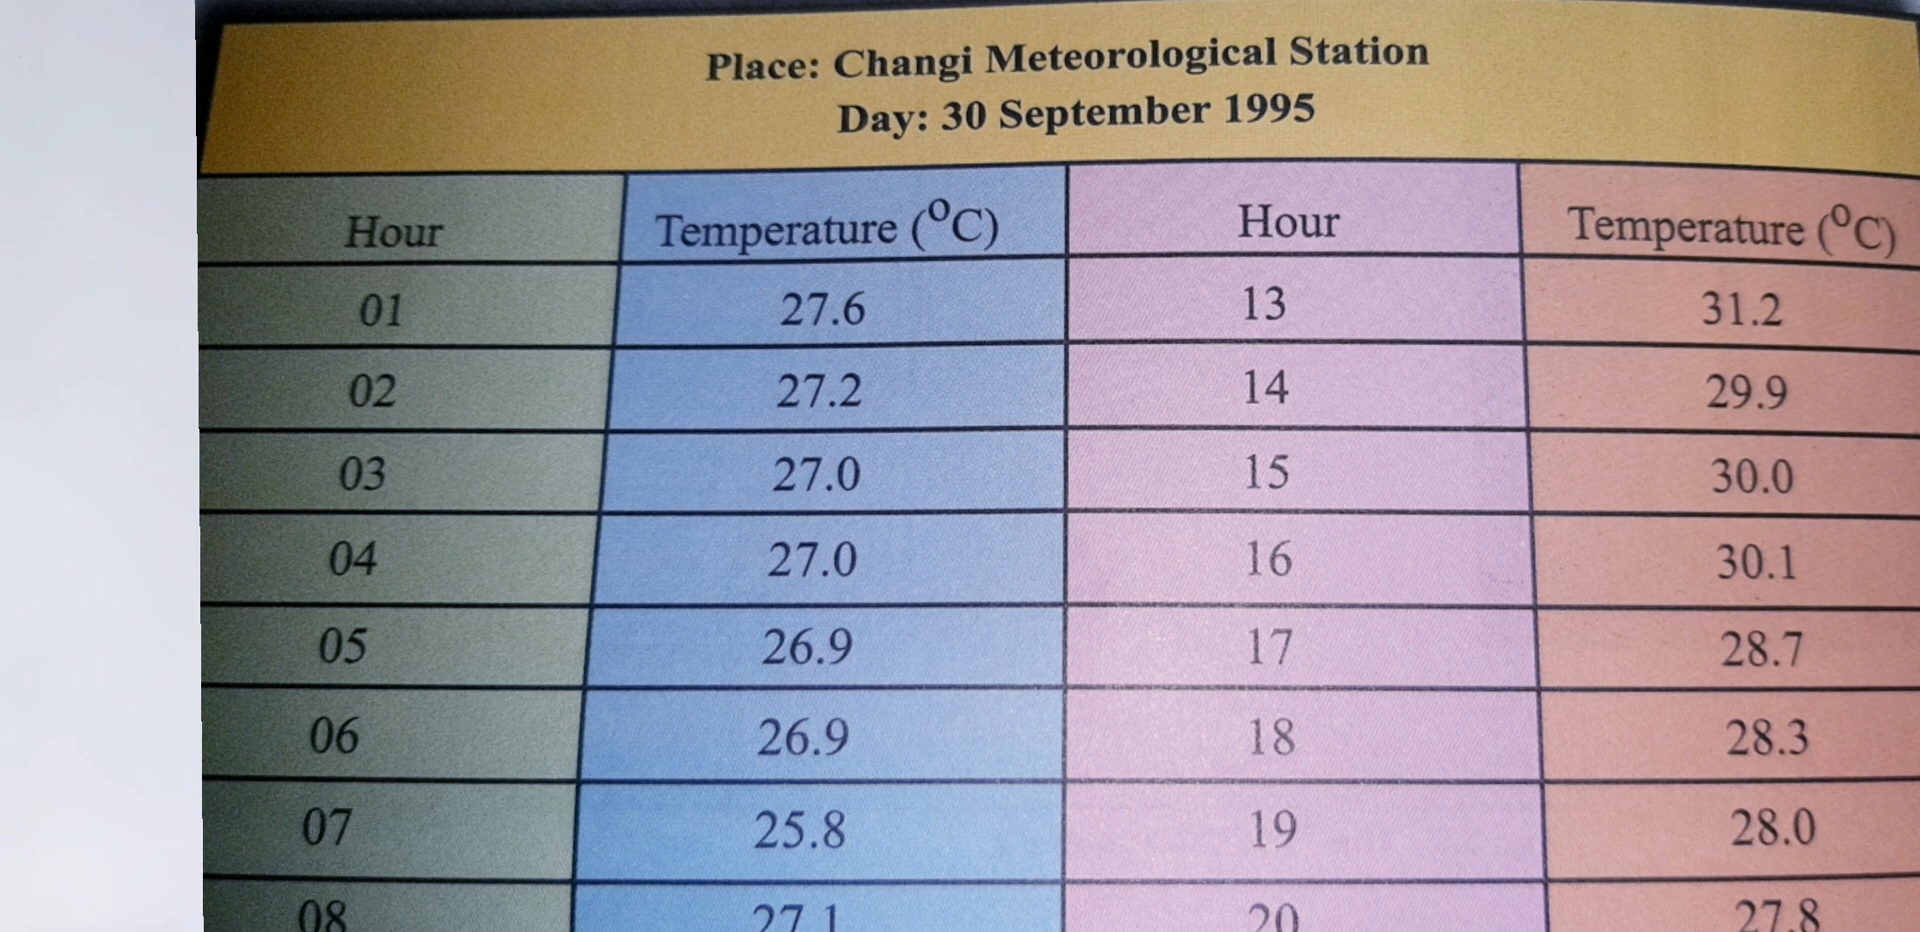 Place: Changi Meteorological Station
Day: 30 September 1995
Hour Temperature (°C) Hour Temperature (°C)
01 27.6 13 31.2
02 27.2 14 29.9
03 27.0 15 30.0
04 27.0 16 30.1
05 26.9 17 28.7
06 26.9 18 28.3
07 25.8 19 28.0
08 27.1 20 27.8